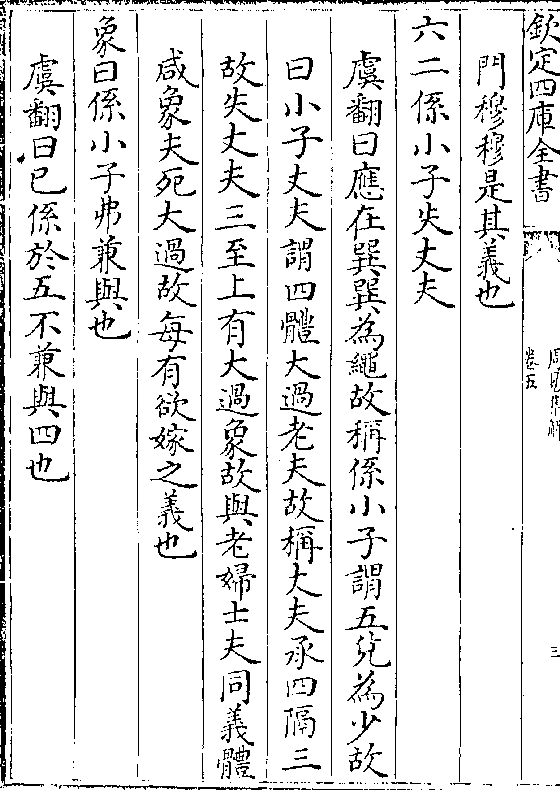 欽定四庫全書
周易集解
卷五
三
門穆穆是其義也
六二係小子失丈夫
虞翻曰應在巽巽為繩故稱係小子謂五兌為少故
曰小子丈夫謂四體大過老夫故稱丈夫承四隔三
故失丈夫三至上有大過象故與老婦士夫同義體
咸象夫死大過故每有欲嫁之義也
象曰係小子弗兼與也
虞翻曰已係於五不兼與四也